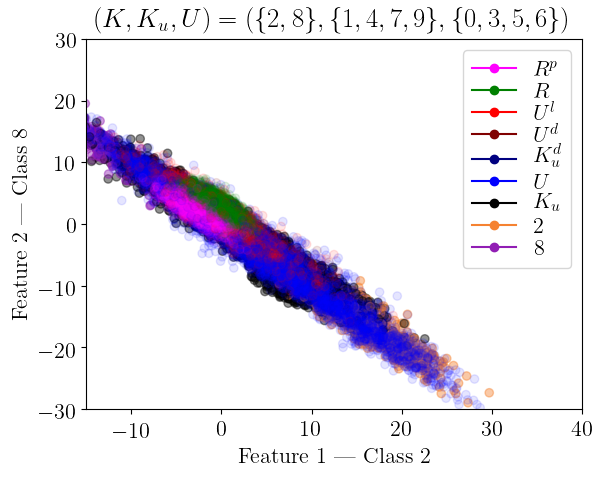 (K, K_u, U) = ({2, 8}, {1, 4, 7, 9}, {0, 3, 5, 6})
30
20
10
0
−10
−20
−30
Feature 2 — Class 8
R^p
R
U^l
U^d
K_u^d
U
K_u
2
8
−10 0 10 20 30 40
Feature 1 — Class 2